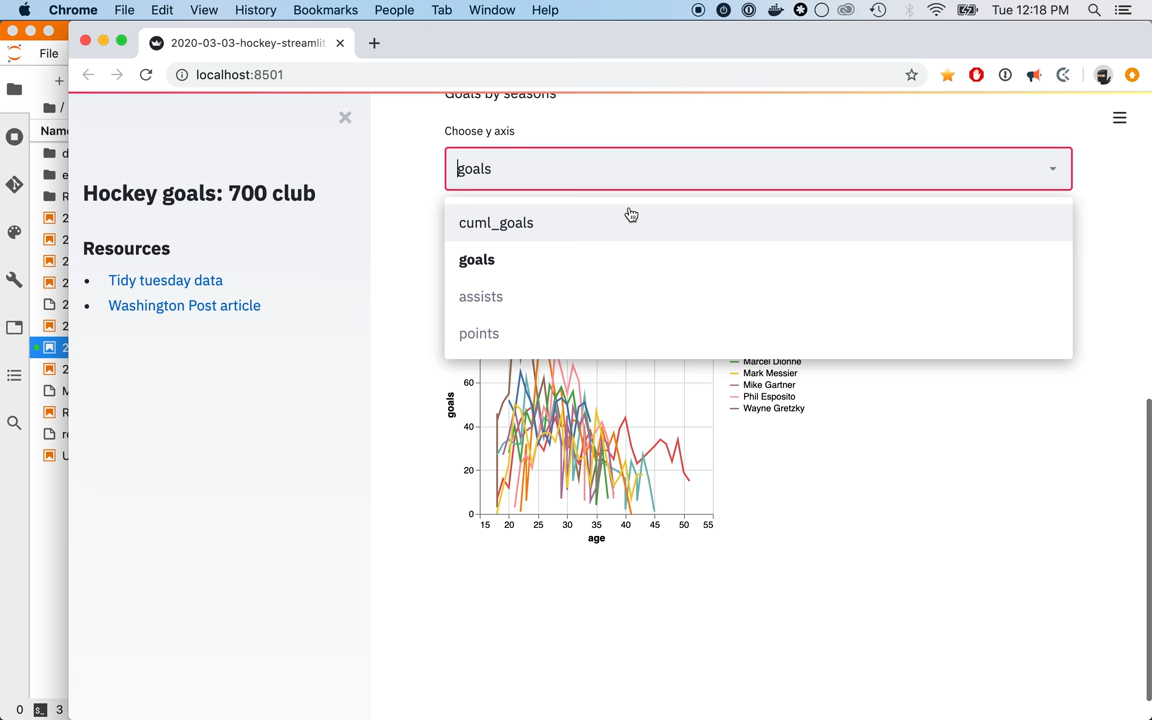 Chrome File Edit View History Bookmarks People Tab Window Help Tue 12:18 PM
File
2020-03-03-hockey-streamlit
localhost:8501
/
Name
Goals by seasons
Choose y axis
goals
cuml_goals
goals
assists
points
Hockey goals: 700 club
Resources
Tidy tuesday data
Washington Post article
Marcel Dionne
Mark Messier
Mike Gartner
Phil Esposito
Wayne Gretzky
goals
60
40
20
0
15 20 25 30 35 40 45 50 55
age
0 $_ 3